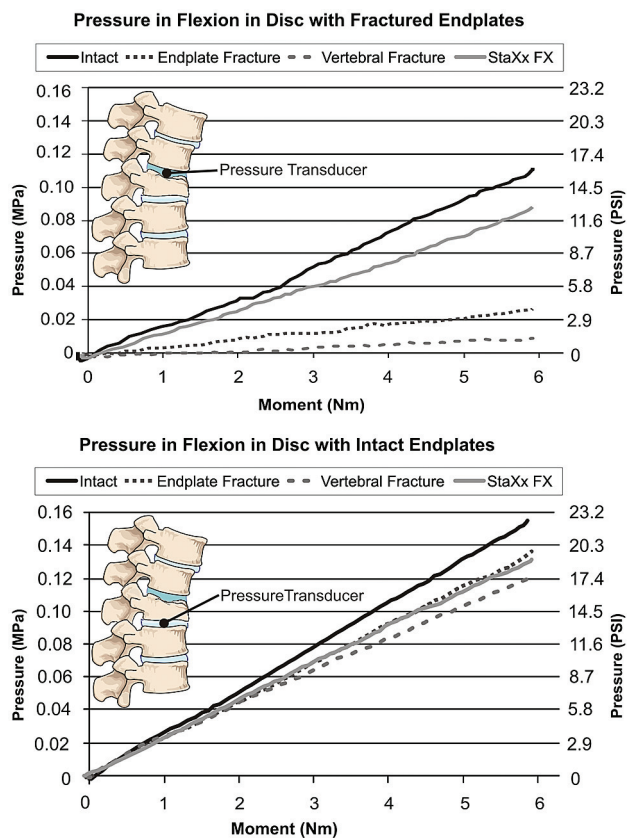 Pressure in Flexion in Disc with Fractured Endplates
Intact Endplate Fracture Vertebral Fracture StaXx FX
0.16 23.2
0.14 20.3
0.12 17.4
Pressure Transducer
0.10 14.5
0.08 11.6
0.06 8.7
0.04 5.8
0.02 2.9
0 0
Pressure (MPa)
Pressure (PSI)
0 1 2 3 4 5 6
Moment (Nm)
Pressure in Flexion in Disc with Intact Endplates
Intact Endplate Fracture Vertebral Fracture StaXx FX
0.16 23.2
0.14 20.3
0.12 17.4
PressureTransducer
0.10 14.5
0.08 11.6
0.06 8.7
0.04 5.8
0.02 2.9
0 0
Pressure (MPa)
Pressure (PSI)
0 1 2 3 4 5 6
Moment (Nm)